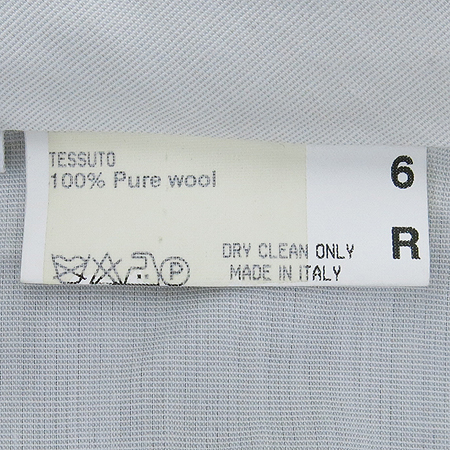 TESSUTO
100% Pure wool
6
R
P
DRY CLEAN ONLY
MADE IN ITALY